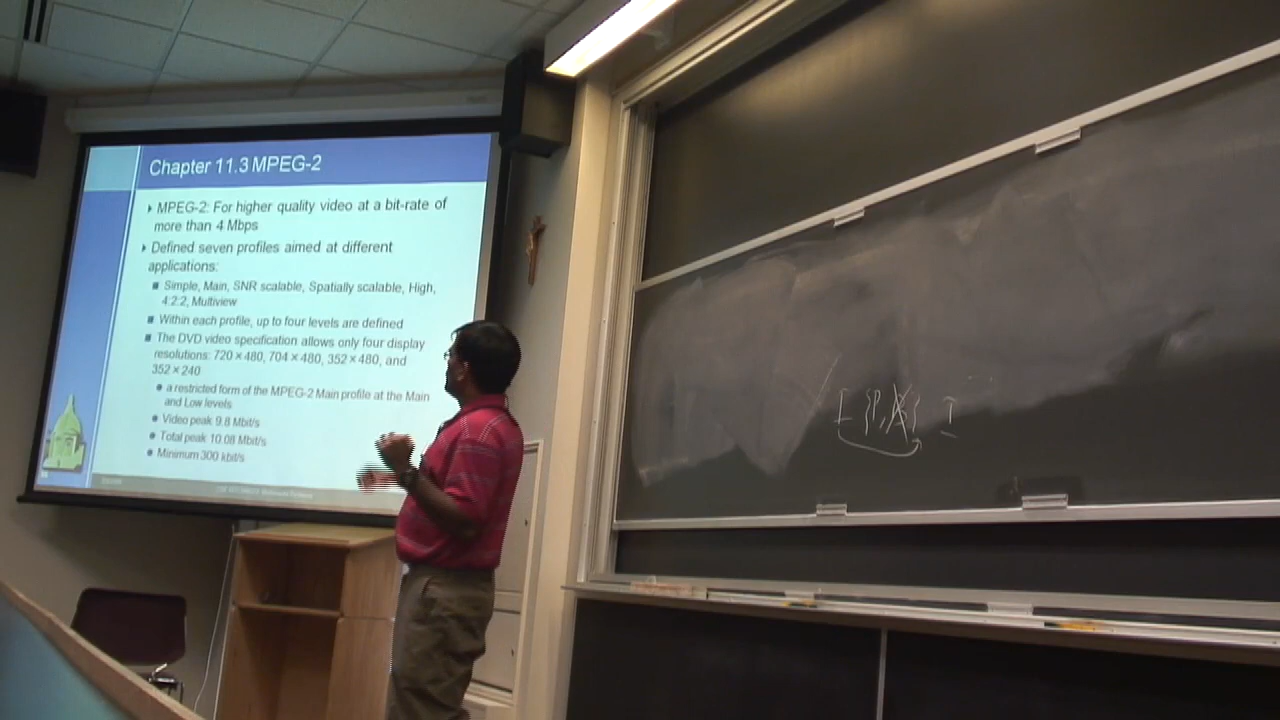 Chapter 11.3 MPEG-2
MPEG-2: For higher quality video at a bit-rate of
more than 4 Mbps
Defined seven profiles aimed at different
applications:
Simple, Main, SNR scalable, Spatially scalable, High,
4:2:2, Multiview
Within each profile, up to four levels are defined
The DVD video specification allows only four display
resolutions: 720×480, 704×480, 352×480, and
352×240
a restricted form of the MPEG-2 Main profile at the Main
and Low levels
Video peak 9.8 Mbit/s
Total peak 10.08 Mbit/s
Minimum 300 kbit/s